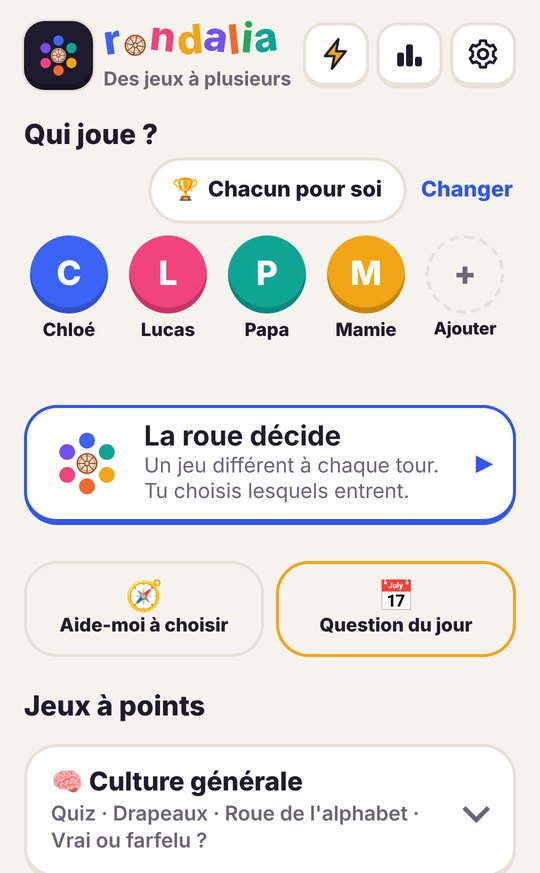 rondalia
Des jeux à plusieurs
Qui joue ?
Chacun pour soi
Changer
C
L
P
M
+
Chloé
Lucas
Papa
Mamie
Ajouter
La roue décide
Un jeu différent à chaque tour.
Tu choisis lesquels entrent.
July
17
Aide-moi à choisir
Question du jour
Jeux à points
Culture générale
Quiz · Drapeaux · Roue de l'alphabet ·
Vrai ou farfelu ?